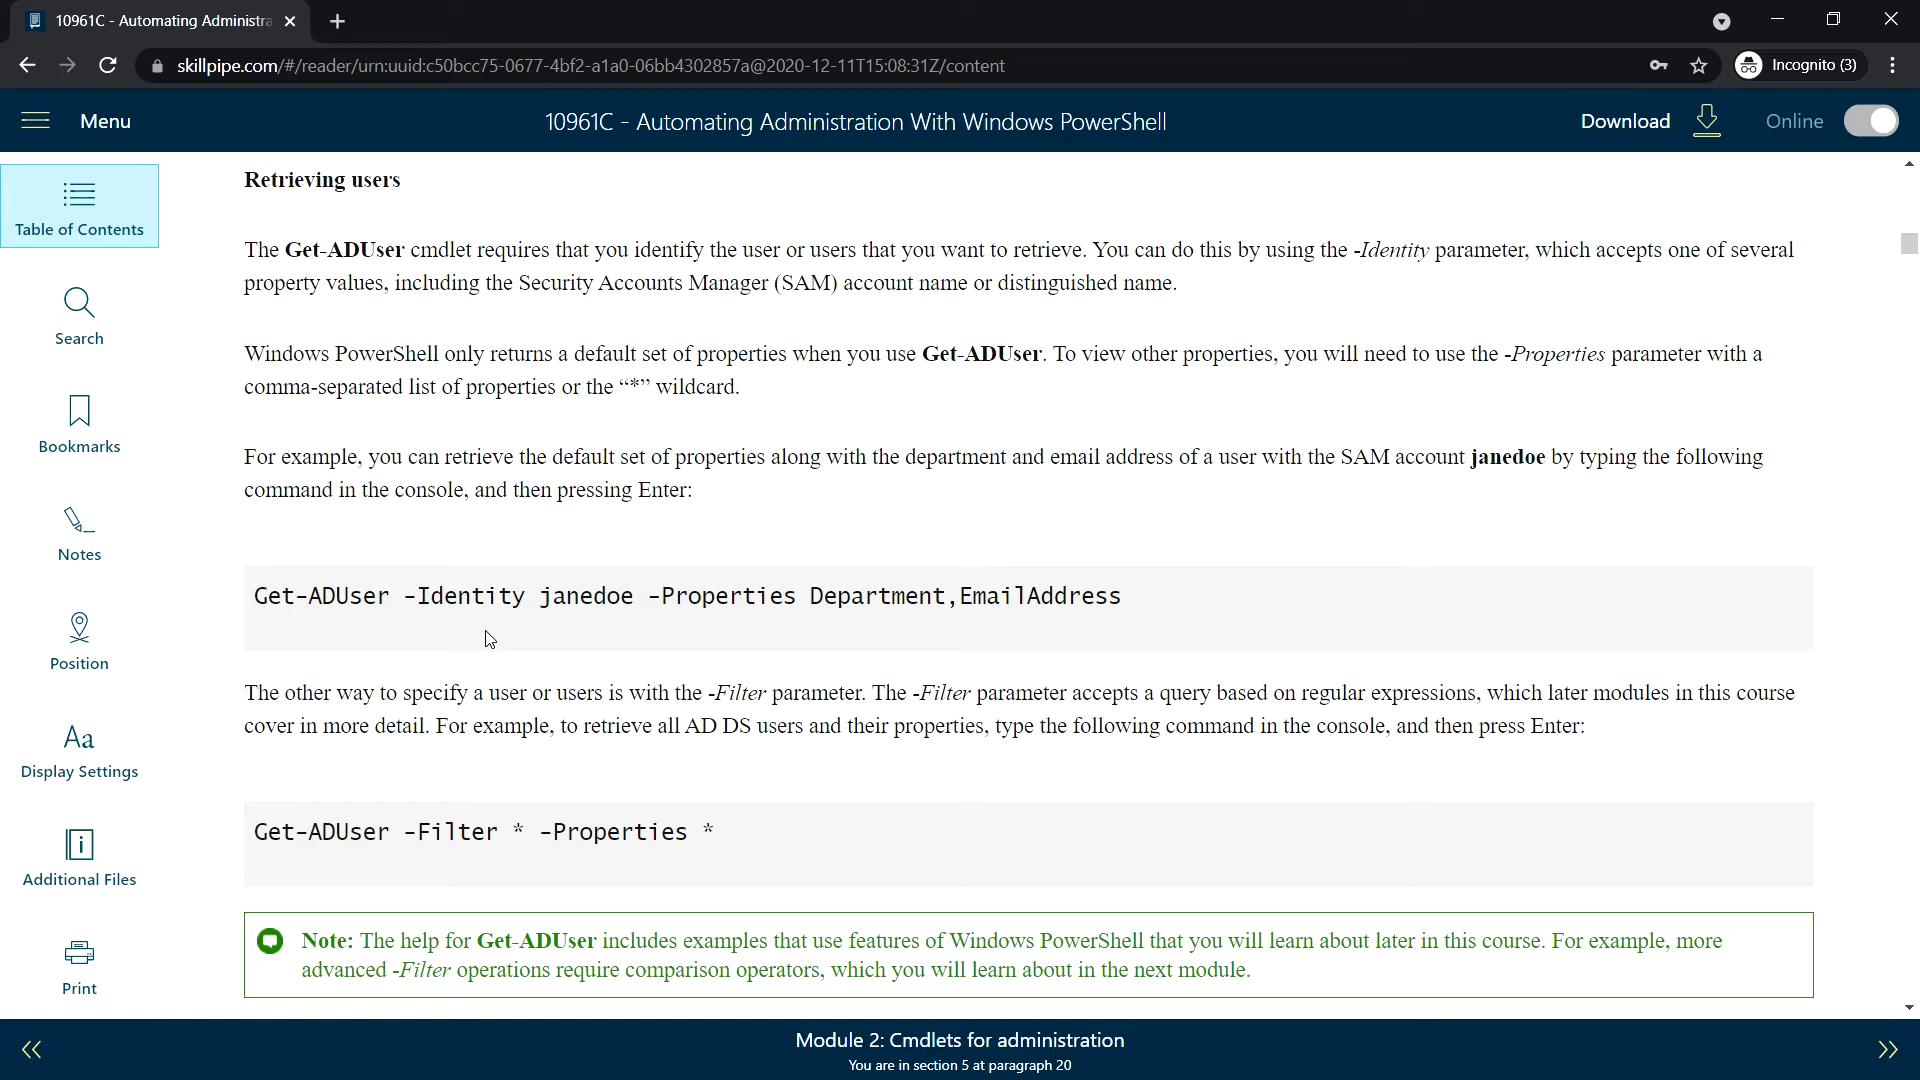 10961C - Automating Administra
skillpipe.com/#/reader/urn:uuid:c50bcc75-0677-4bf2-a1a0-06bb4302857a@2020-12-11T15:08:31Z/content
Incognito (3)
Menu
10961C - Automating Administration With Windows PowerShell
Download
Online
Table of Contents
Search
Bookmarks
Notes
Position
Aa
Display Settings
Additional Files
Print
Retrieving users
The Get-ADUser cmdlet requires that you identify the user or users that you want to retrieve. You can do this by using the -Identity parameter, which accepts one of several
property values, including the Security Accounts Manager (SAM) account name or distinguished name.
Windows PowerShell only returns a default set of properties when you use Get-ADUser. To view other properties, you will need to use the -Properties parameter with a
comma-separated list of properties or the “*” wildcard.
For example, you can retrieve the default set of properties along with the department and email address of a user with the SAM account janedoe by typing the following
command in the console, and then pressing Enter:
Get-ADUser -Identity janedoe -Properties Department,EmailAddress
The other way to specify a user or users is with the -Filter parameter. The -Filter parameter accepts a query based on regular expressions, which later modules in this course
cover in more detail. For example, to retrieve all AD DS users and their properties, type the following command in the console, and then press Enter:
Get-ADUser -Filter * -Properties *
Note: The help for Get-ADUser includes examples that use features of Windows PowerShell that you will learn about later in this course. For example, more
advanced -Filter operations require comparison operators, which you will learn about in the next module.
Module 2: Cmdlets for administration
You are in section 5 at paragraph 20